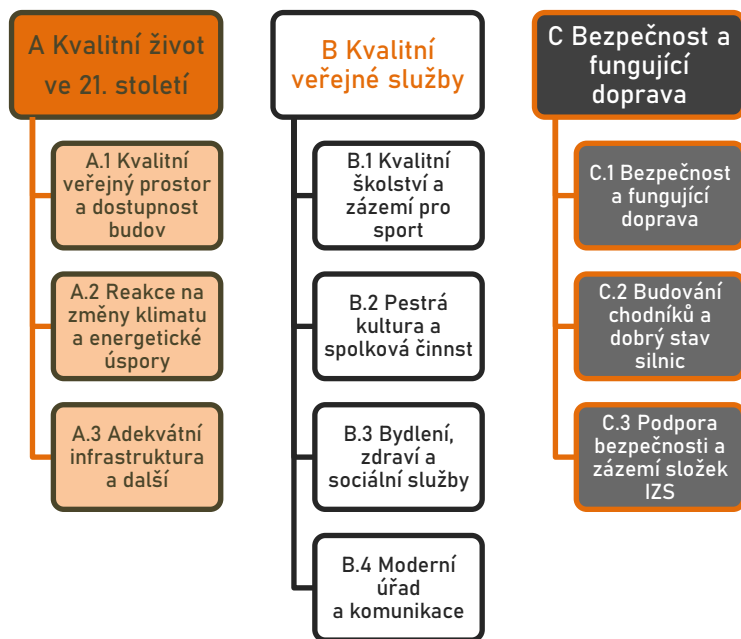 A Kvalitní život
ve 21. století
A.1 Kvalitní
veřejný prostor
a dostupnost
budov
A.2 Reakce na
změny klimatu
a energetické
úspory
A.3 Adekvátní
infrastruktura
a další
B Kvalitní
veřejné služby
B.1 Kvalitní
školství a
zázemí pro
sport
B.2 Pestrá
kultura a
spolková činnst
B.3 Bydlení,
zdraví a
sociální služby
B.4 Moderní
úřad
a komunikace
C Bezpečnost a
fungující
doprava
C.1 Bezpečnost
a fungující
doprava
C.2 Budování
chodníků a
dobrý stav
silnic
C.3 Podpora
bezpečnosti a
zázemí složek
IZS